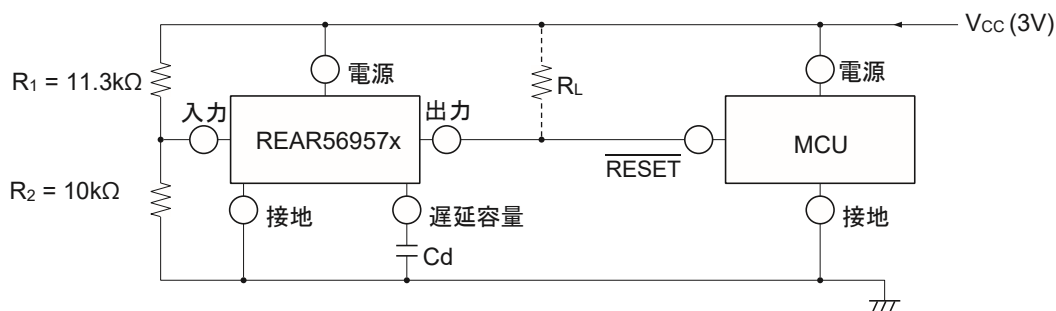 VCC (3V)
R1 = 11.3kΩ
電源
RL
電源
入力
出力
REAR56957x
MCU
RESET
R2 = 10kΩ
接地
遅延容量
接地
Cd